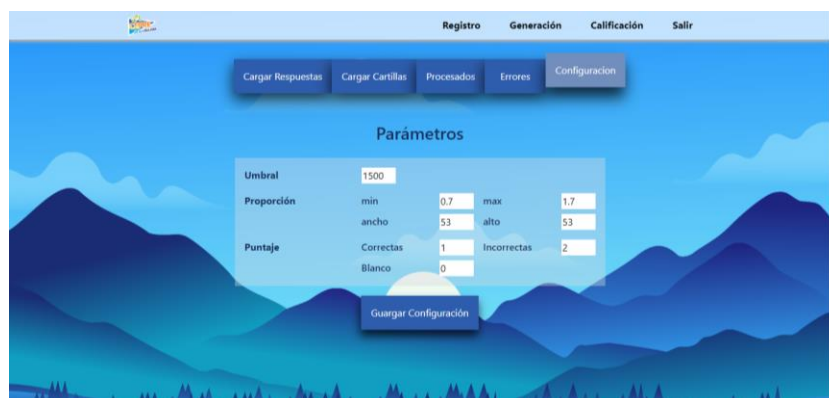 Registro Generación Calificación Salir
Cargar Respuestas Cargar Cartillas Procesados Errores Configuracion
Parámetros
Umbral 1500
Proporción min 0.7 max 1.7
ancho 53 alto 53
Puntaje Correctas 1 Incorrectas 2
Blanco 0
Guargar Configuración